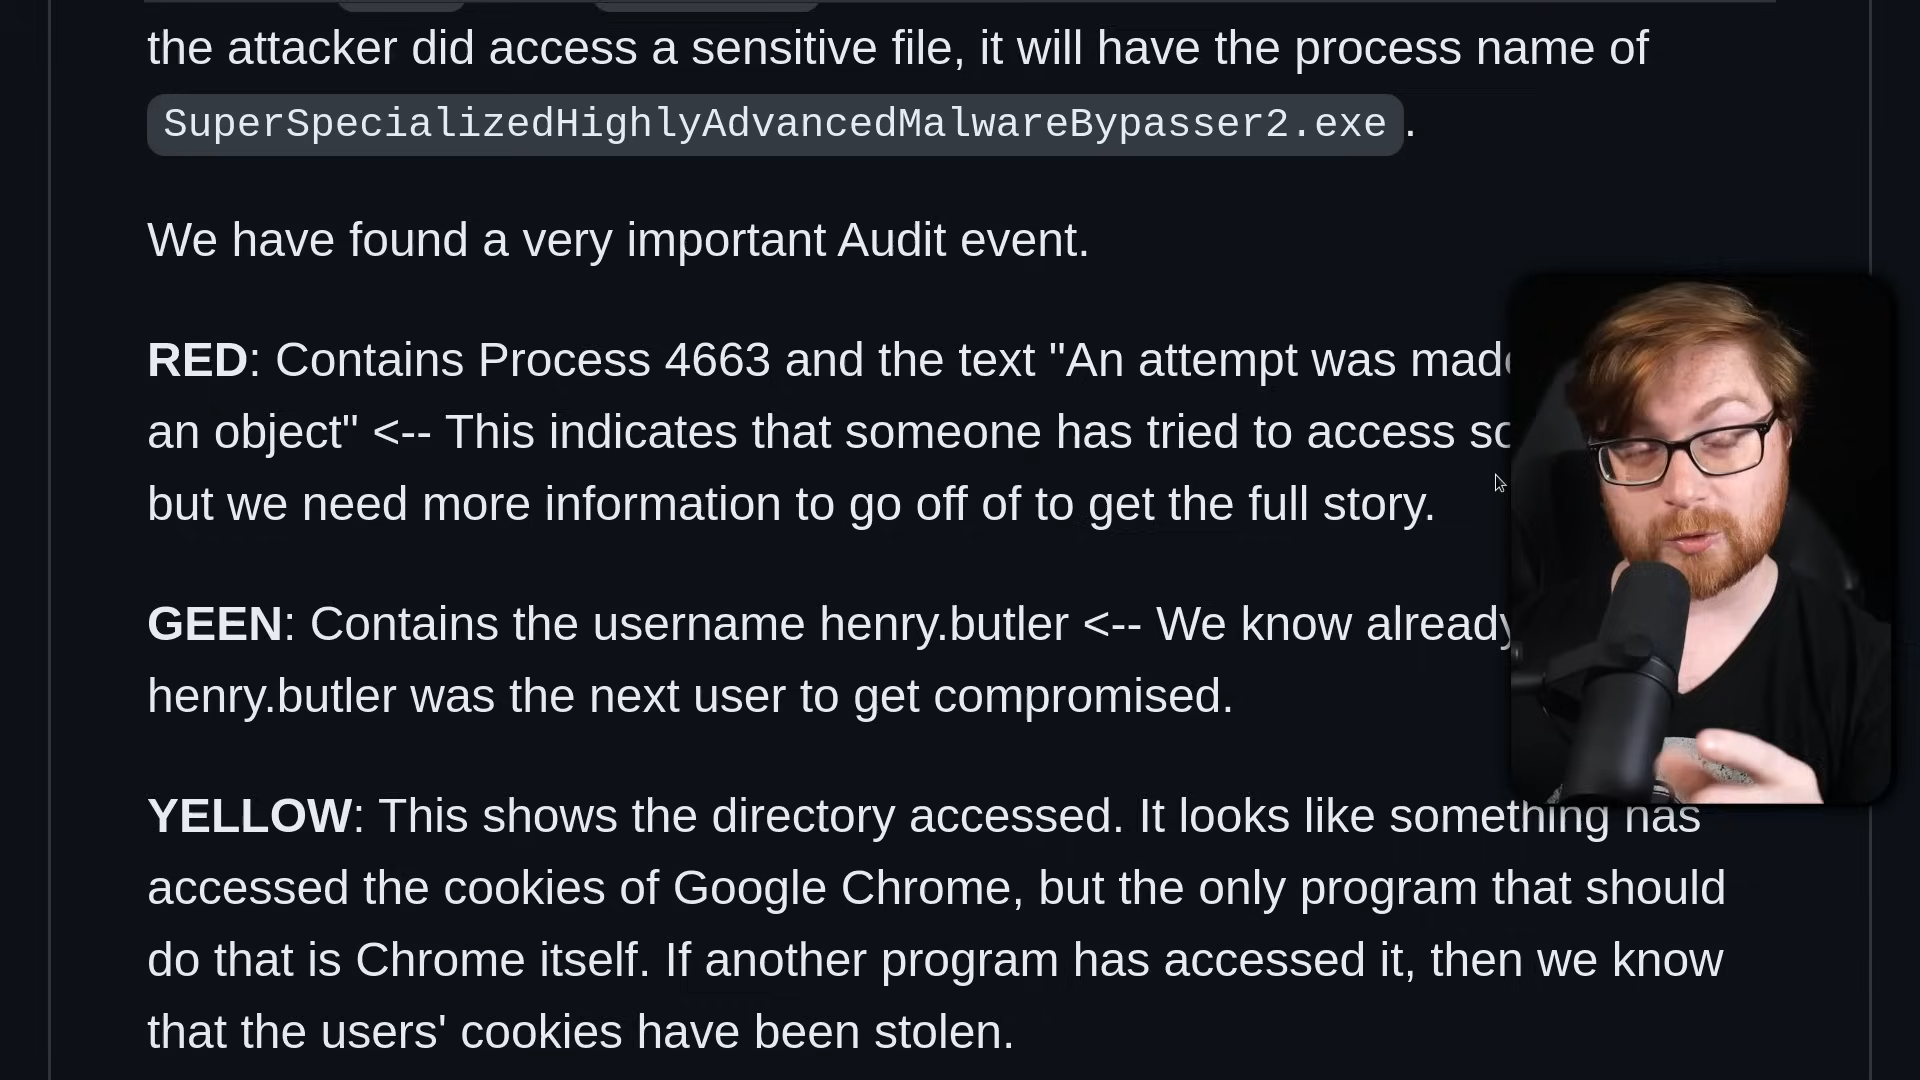 the attacker did access a sensitive file, it will have the process name of
SuperSpecializedHighlyAdvancedMalwareBypasser2.exe.
We have found a very important Audit event.
RED: Contains Process 4663 and the text "An attempt was made
an object" <-- This indicates that someone has tried to access
but we need more information to go off of to get the full story.
GEEN: Contains the username henry.butler <-- We know already
henry.butler was the next user to get compromised.
YELLOW: This shows the directory accessed. It looks like something has
accessed the cookies of Google Chrome, but the only program that should
do that is Chrome itself. If another program has accessed it, then we know
that the users' cookies have been stolen.